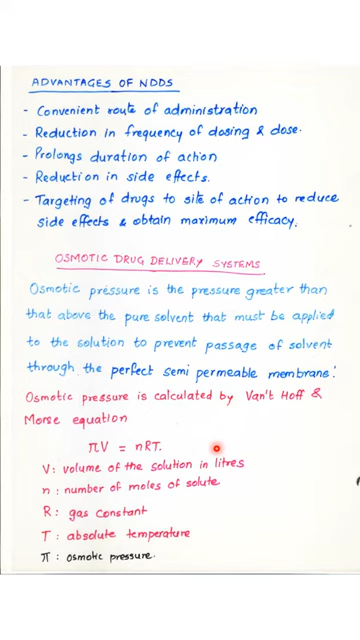 ADVANTAGES OF NDDS
- Convenient route of administration
- Reduction in frequency of dosing & dose.
- Prolongs duration of action
- Reduction in side effects.
- Targeting of drugs to site of action to reduce
side effects & obtain maximum efficacy.
OSMOTIC DRUG DELIVERY SYSTEMS
Osmotic pressure is the pressure greater than
that above the pure solvent that must be applied
to the solution to prevent passage of solvent
through the perfect semi permeable membrane'.
Osmotic pressure is calculated by Van't Hoff &
Morse equation
πV = nRT.
V: volume of the solution in litres
n: number of moles of solute
R: gas constant
T: absolute temperature
π: osmotic pressure.